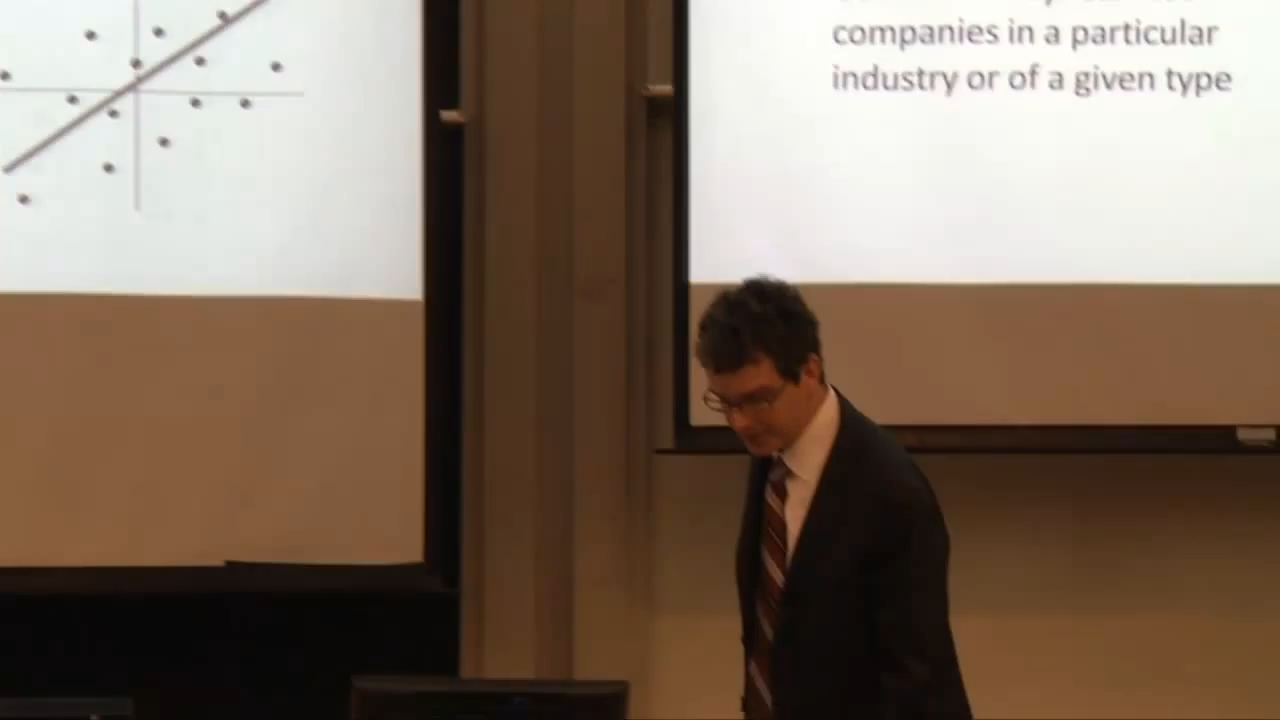 companies in a particular
industry or of a given type